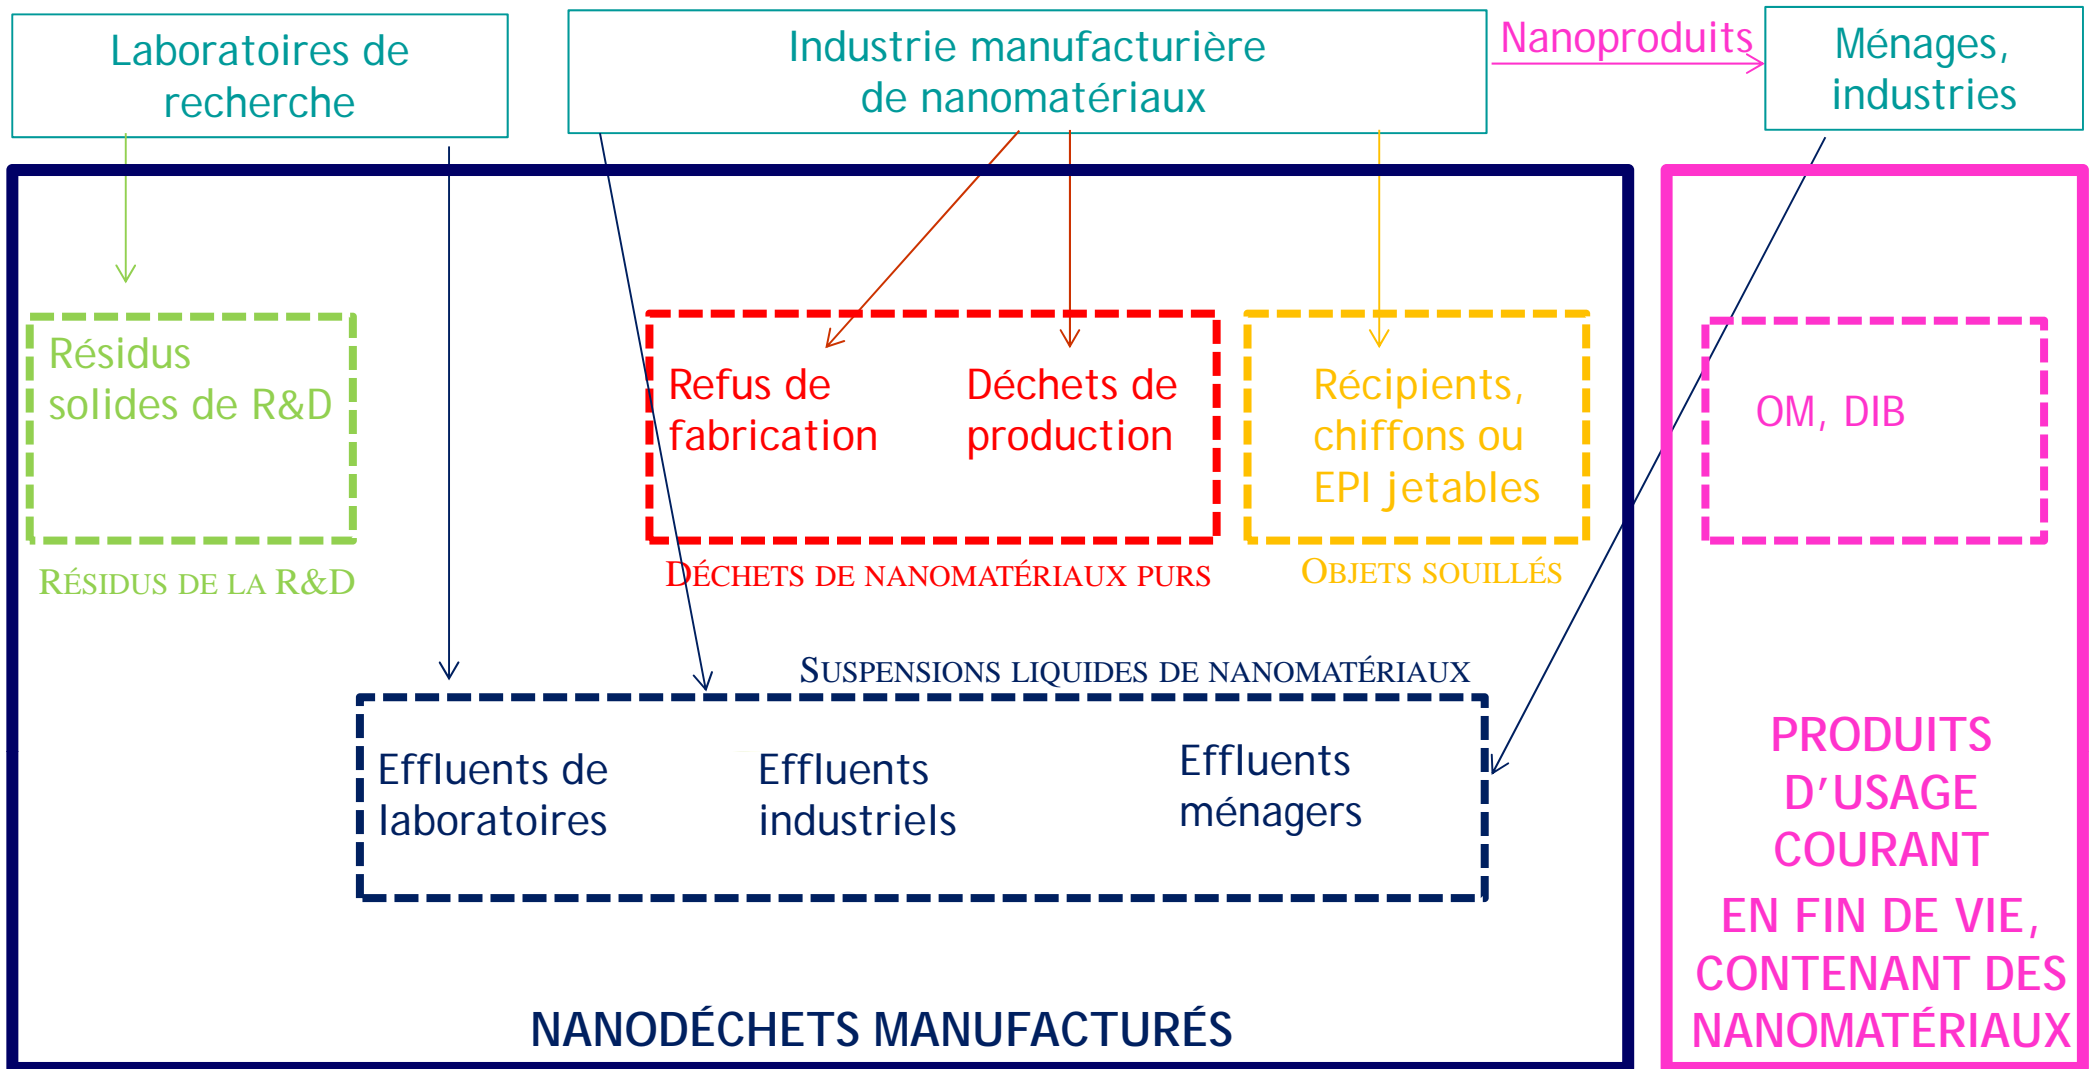 Laboratoires de
recherche
Industrie manufacturière
de nanomatériaux
Nanoproduits
Ménages,
industries
Résidus
solides de R&D
RÉSIDUS DE LA R&D
Refus de
fabrication
Déchets de
production
DÉCHETS DE NANOMATÉRIAUX PURS
Récipients,
chiffons ou
EPI jetables
OBJETS SOUILLÉS
OM, DIB
SUSPENSIONS LIQUIDES DE NANOMATÉRIAUX
Effluents de
laboratoires
Effluents
industriels
Effluents
ménagers
NANODÉCHETS MANUFACTURÉS
PRODUITS
D’USAGE
COURANT
EN FIN DE VIE,
CONTENANT DES
NANOMATÉRIAUX